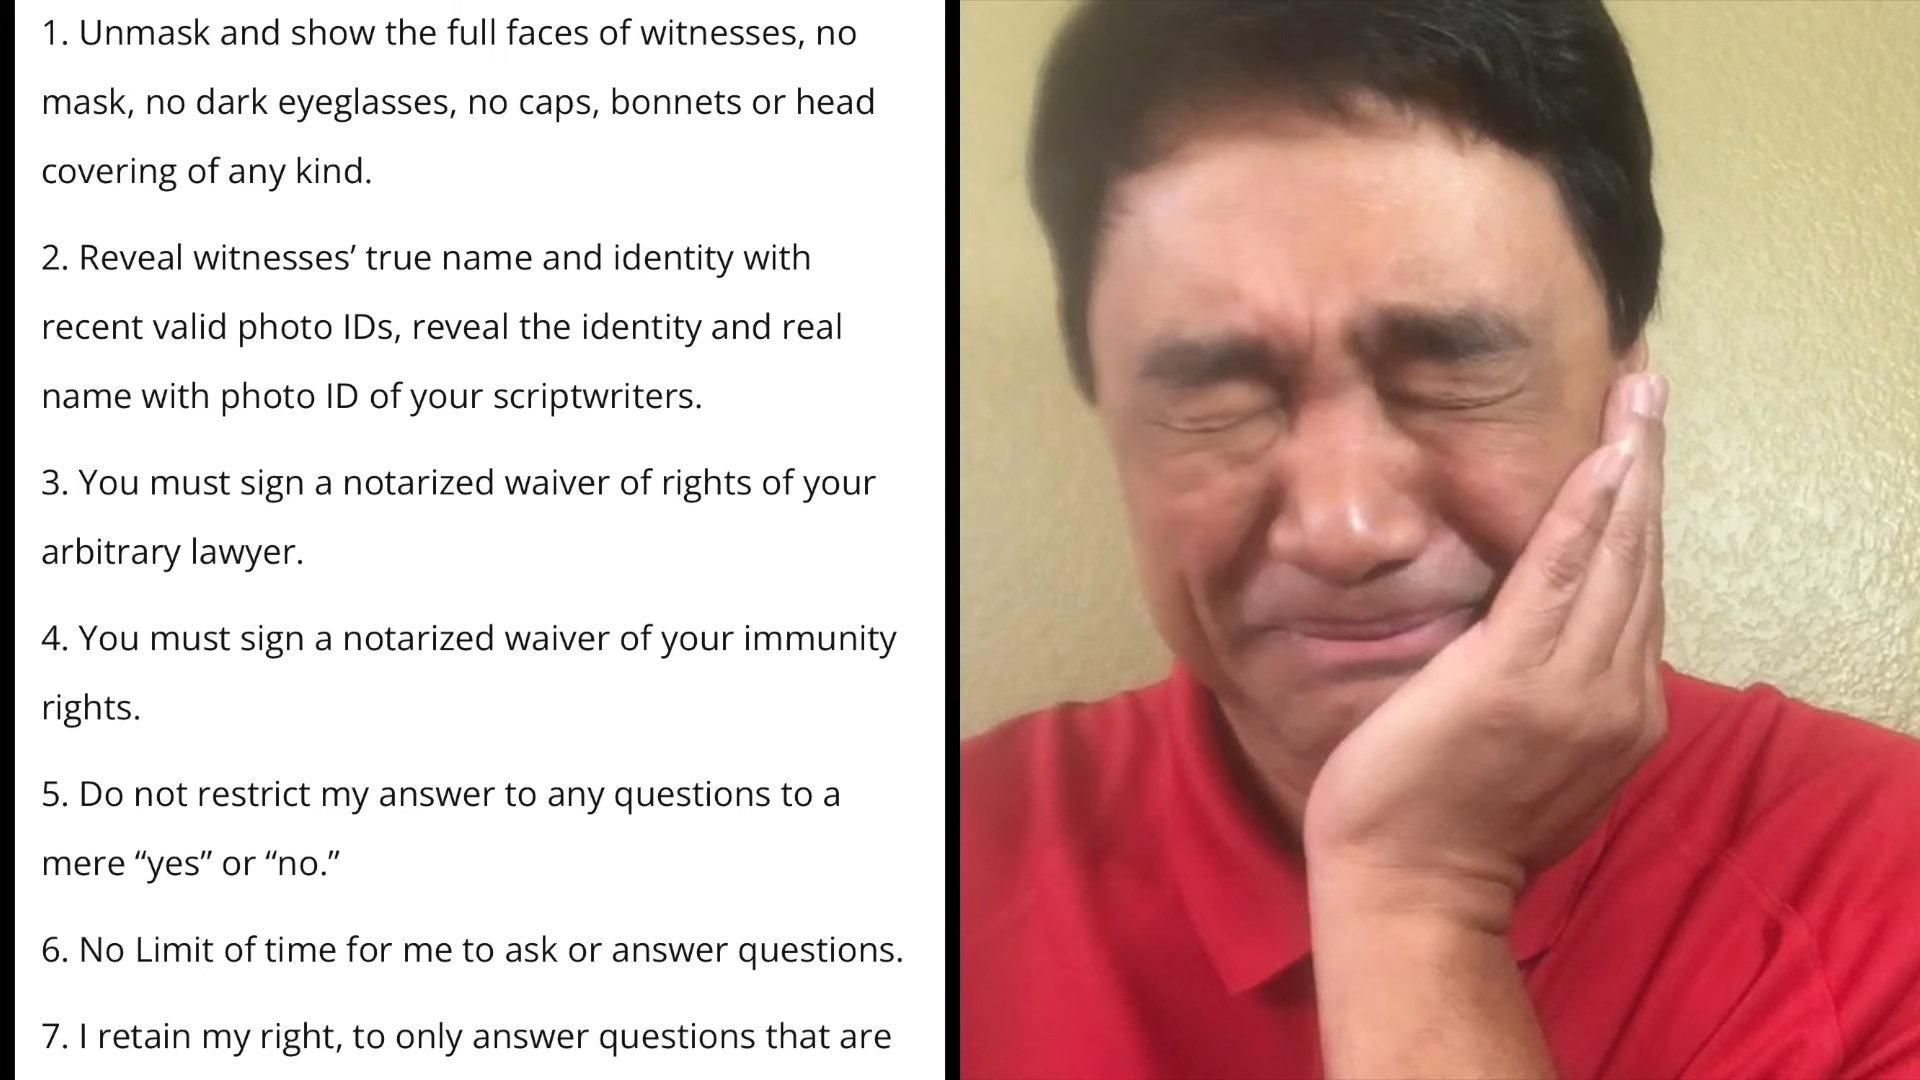 1. Unmask and show the full faces of witnesses, no
mask, no dark eyeglasses, no caps, bonnets or head
covering of any kind.
2. Reveal witnesses’ true name and identity with
recent valid photo IDs, reveal the identity and real
name with photo ID of your scriptwriters.
3. You must sign a notarized waiver of rights of your
arbitrary lawyer.
4. You must sign a notarized waiver of your immunity
rights.
5. Do not restrict my answer to any questions to a
mere “yes” or “no.”
6. No Limit of time for me to ask or answer questions.
7. I retain my right, to only answer questions that are